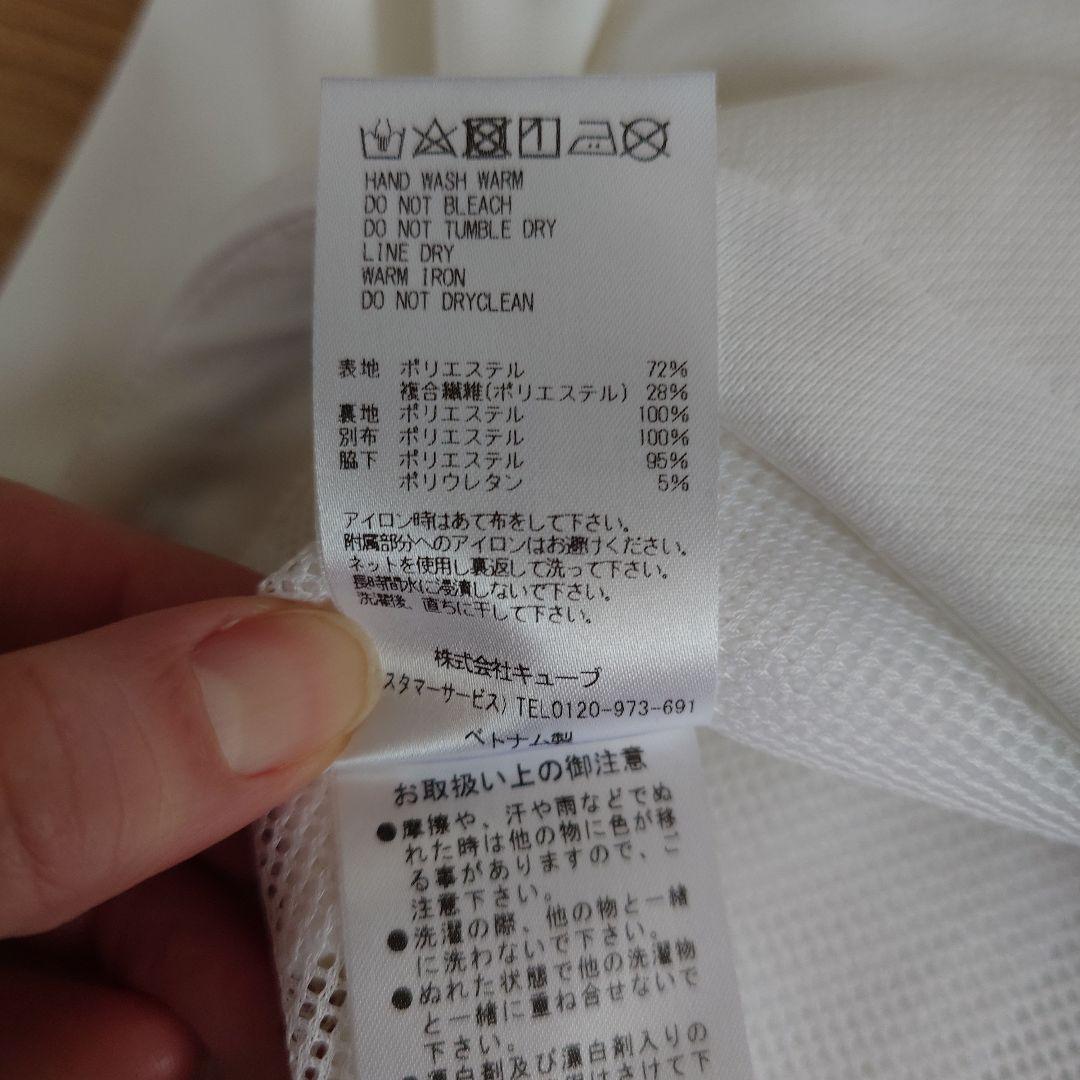 HAND WASH WARM
DO NOT BLEACH
DO NOT TUMBLE DRY
LINE DRY
WARM IRON
DO NOT DRYCLEAN
表地 ポリエステル 72%
複合繊維(ポリエステル) 28%
裏地 ポリエステル 100%
別布 ポリエステル 100%
脇下 ポリエステル 95%
ポリウレタン 5%
アイロン時はあて布をして下さい。
附属部分へのアイロンはお避けください。
ネットを使用し裏返して洗って下さい。
長時間水に浸漬しないで下さい。
洗濯後、直ちに干して下さい。
株式会社キューブ
スタマーサービス) TEL0120-973-691
ベトナム製
お取扱い上の御注意
●摩擦や、汗や雨などでぬ
れた時は他の物に色が移
る事がありますので、ご
注意下さい。
●洗濯の際、他の物と一緒
に洗わないで下さい。
●ぬれた状態で他の洗濯物
と一緒に重ね合せないで
下さい。
●漂白剤及び漂白剤入りの